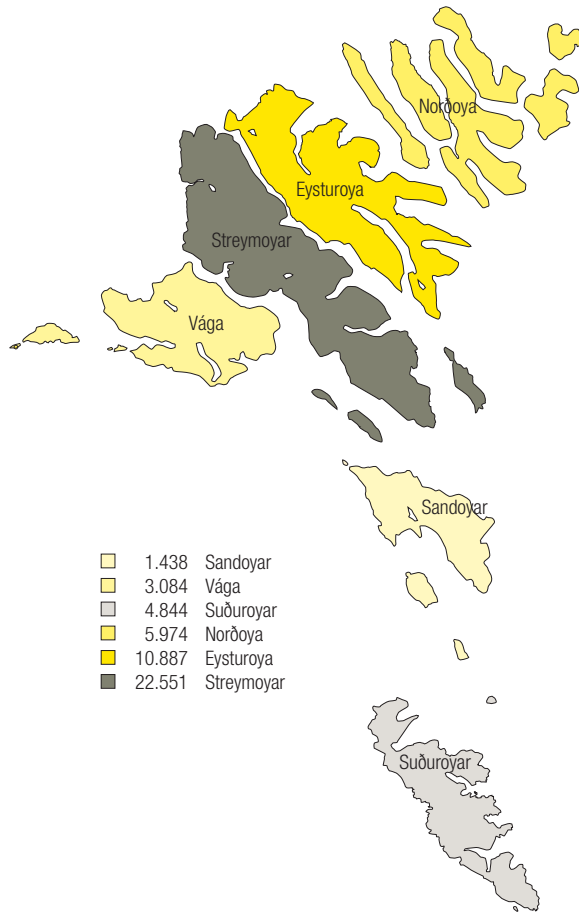 Norðoya
Eysturoya
Streymoyar
Vága
Sandoyar
1.438 Sandoyar
3.084 Vága
4.844 Suðuroyar
5.974 Norðoya
10.887 Eysturoya
22.551 Streymoyar
Suðuroyar